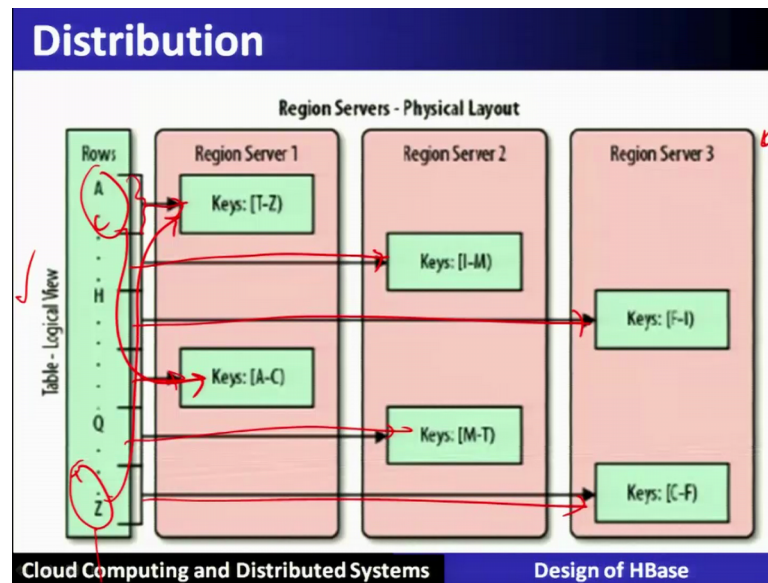 Distribution
Region Servers - Physical Layout
Rows
Region Server 1
Region Server 2
Region Server 3
A
C
H
Q
Z
Table - Logical View
Keys: [T-Z)
Keys: [I-M)
Keys: [F-I)
Keys: [A-C)
Keys: [M-T)
Keys: [C-F)
Cloud Computing and Distributed Systems
Design of HBase